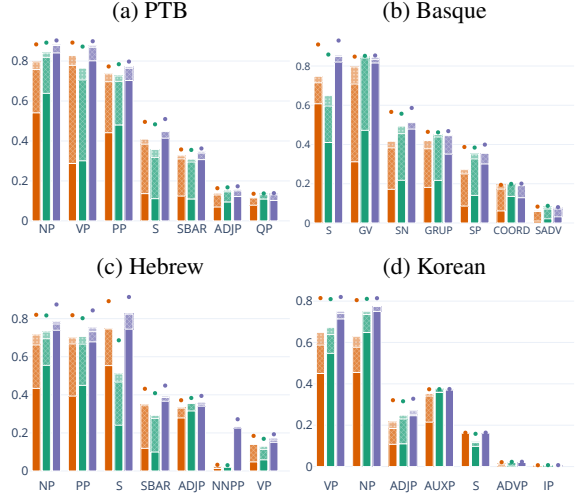 (a) PTB
0.8
0.6
0.4
0.2
0
NP VP PP S SBAR ADJP QP
(b) Basque
0.8
0.6
0.4
0.2
0
S GV SN GRUP SP COORD SADV
(c) Hebrew
0.8
0.6
0.4
0.2
0
NP PP S SBAR ADJP NNPP VP
(d) Korean
0.8
0.6
0.4
0.2
0
VP NP ADJP AUXP S ADVP IP